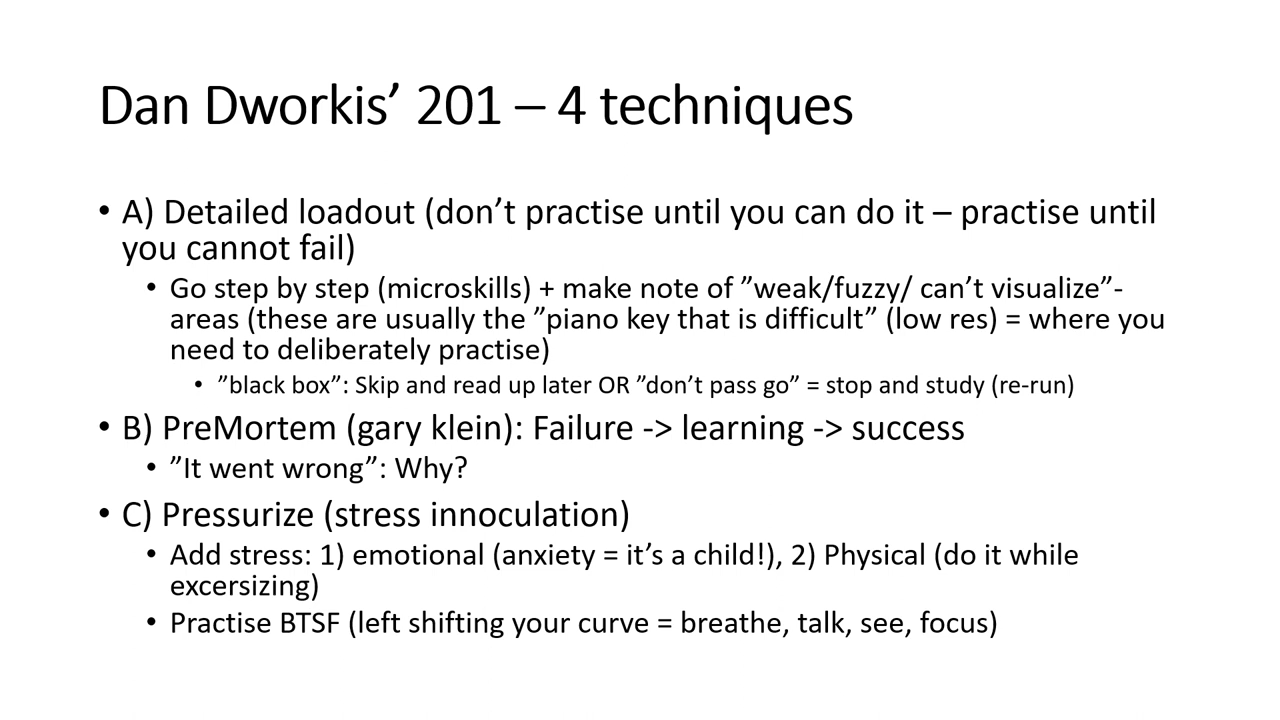 Dan Dworkis’ 201 – 4 techniques
• A) Detailed loadout (don’t practise until you can do it – practise until
you cannot fail)
• Go step by step (microskills) + make note of ”weak/fuzzy/ can’t visualize”-
areas (these are usually the ”piano key that is difficult” (low res) = where you
need to deliberately practise)
• ”black box”: Skip and read up later OR ”don’t pass go” = stop and study (re-run)
• B) PreMortem (gary klein): Failure -> learning -> success
• ”It went wrong”: Why?
• C) Pressurize (stress innoculation)
• Add stress: 1) emotional (anxiety = it’s a child!), 2) Physical (do it while
excersizing)
• Practise BTSF (left shifting your curve = breathe, talk, see, focus)